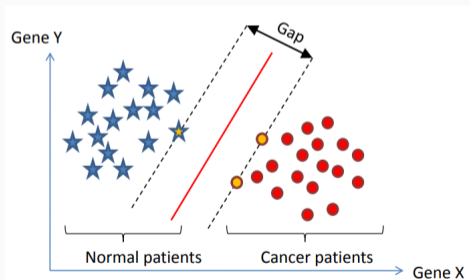 Gene Y
Gap
Normal patients
Cancer patients
Gene X